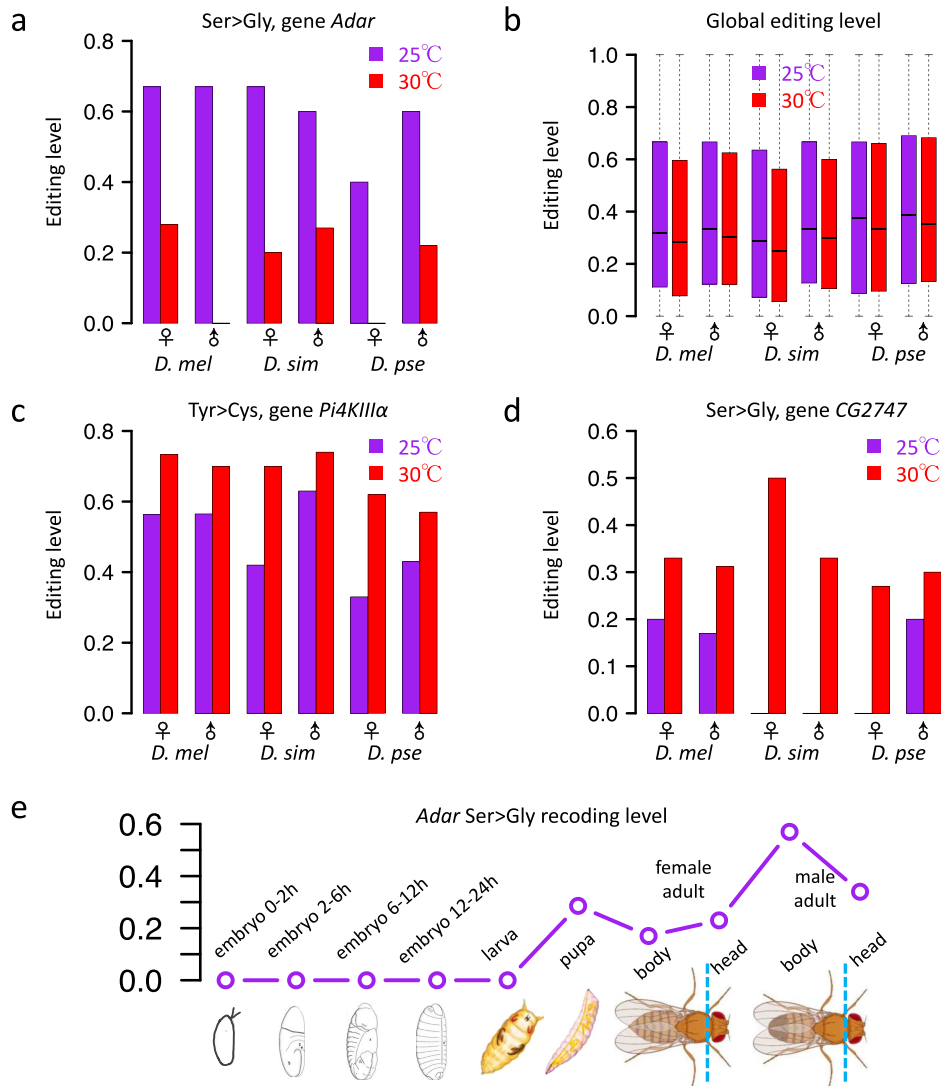 a
Ser>Gly, gene Adar
Editing level
0.8
0.6
0.4
0.2
0.0
25℃
30℃
♀ ♂ ♀ ♂ ♀ ♂
D. mel D. sim D. pse
b
Global editing level
Editing level
1.0
0.8
0.6
0.4
0.2
0.0
25℃
30℃
♀ ♂ ♀ ♂ ♀ ♂
D. mel D. sim D. pse
c
Tyr>Cys, gene Pi4KIIIα
Editing level
0.8
0.6
0.4
0.2
0.0
25℃
30℃
♀ ♂ ♀ ♂ ♀ ♂
D. mel D. sim D. pse
d
Ser>Gly, gene CG2747
Editing level
0.6
0.5
0.4
0.3
0.2
0.1
0.0
25℃
30℃
♀ ♂ ♀ ♂ ♀ ♂
D. mel D. sim D. pse
e
Adar Ser>Gly recoding level
0.6
0.4
0.2
0.0
embryo 0-2h
embryo 2-6h
embryo 6-12h
embryo 12-24h
larva
pupa
female
adult
body
head
male
adult
body
head